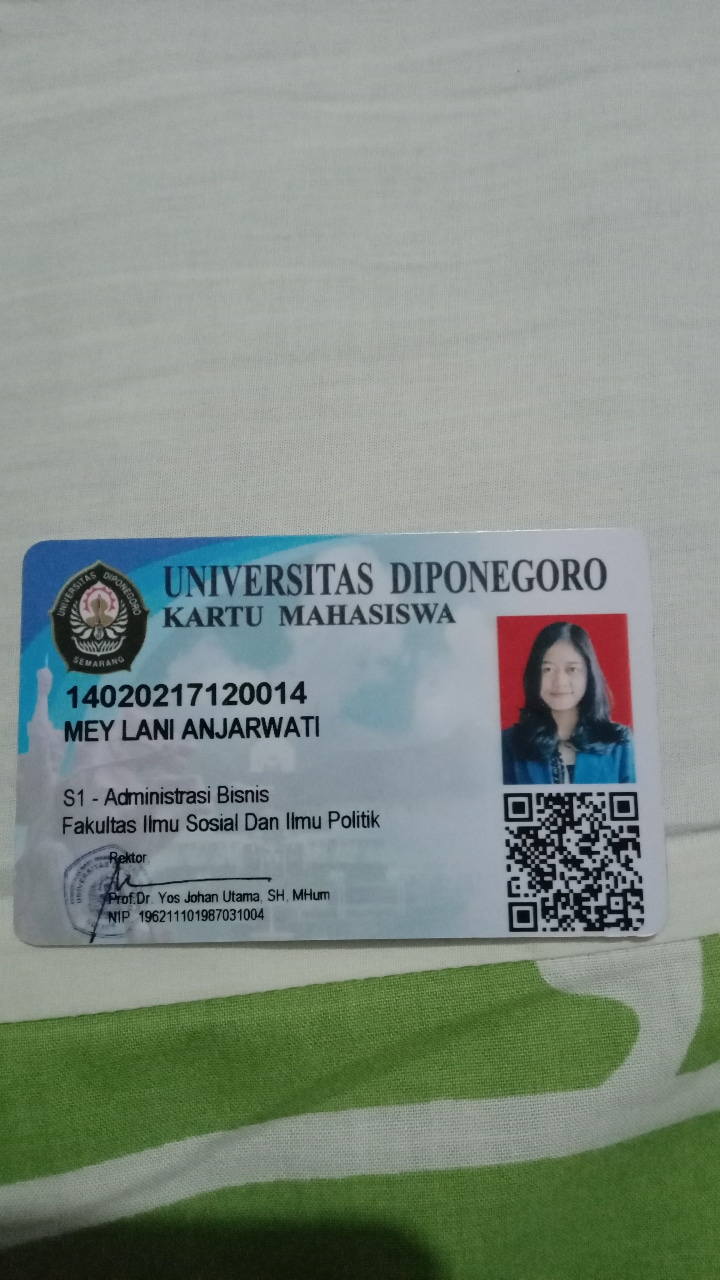 UNIVERSITAS DIPONEGORO
KARTU MAHASISWA
UNIVERSITAS DIPONEGORO
SEMARANG
14020217120014
MEY LANI ANJARWATI
S1 - Administrasi Bisnis
Fakultas Ilmu Sosial Dan Ilmu Politik
Rektor
UNIVERSITAS
Prof.Dr. Yos Johan Utama, SH, MHum
NIP. 196211101987031004